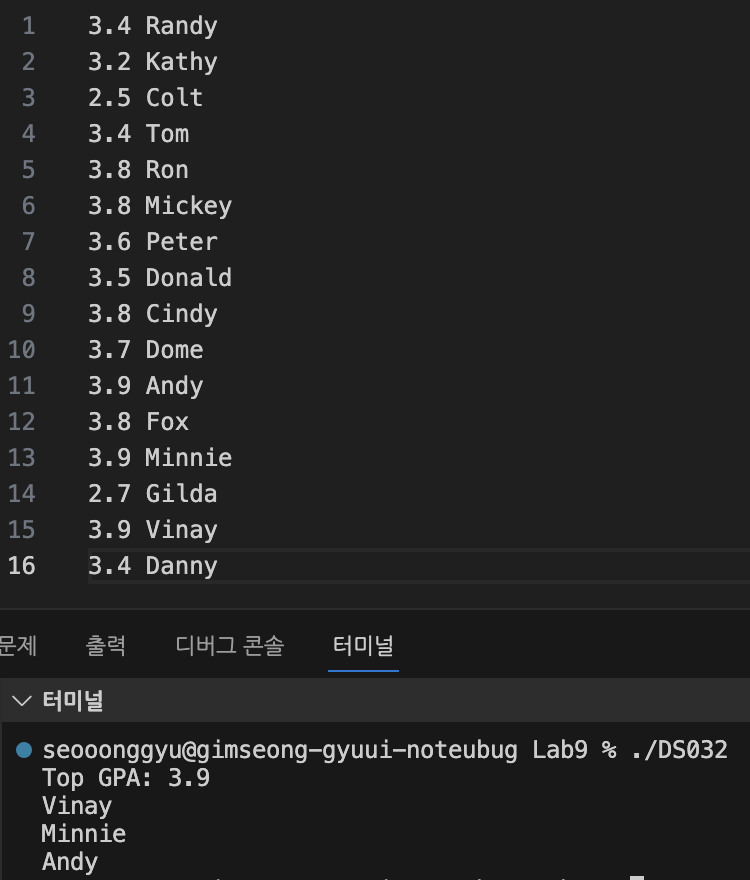 1 3.4 Randy
2 3.2 Kathy
3 2.5 Colt
4 3.4 Tom
5 3.8 Ron
6 3.8 Mickey
7 3.6 Peter
8 3.5 Donald
9 3.8 Cindy
10 3.7 Dome
11 3.9 Andy
12 3.8 Fox
13 3.9 Minnie
14 2.7 Gilda
15 3.9 Vinay
16 3.4 Danny
문제 출력 디버그 콘솔 터미널
터미널
seooonggyu@gimseong-gyuui-noteubug Lab9 % ./DS032
Top GPA: 3.9
Vinay
Minnie
Andy